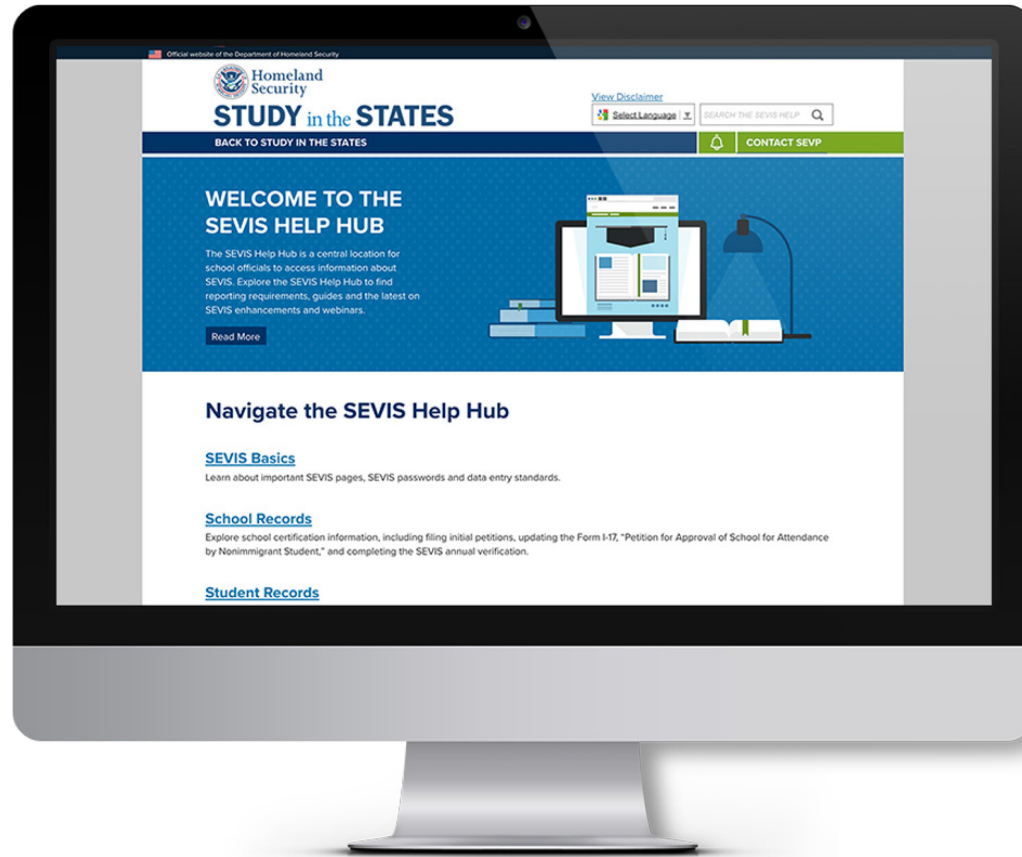 Official website of the Department of Homeland Security
Homeland
Security
STUDY in the STATES
View Disclaimer
Select Language
SEARCH THE SEVIS HELP
BACK TO STUDY IN THE STATES
CONTACT SEVP
WELCOME TO THE
SEVIS HELP HUB
The SEVIS Help Hub is a central location for
school officials to access information about
SEVIS. Explore the SEVIS Help Hub to find
reporting requirements, guides and the latest on
SEVIS enhancements and webinars.
Read More
Navigate the SEVIS Help Hub
SEVIS Basics
Learn about important SEVIS pages, SEVIS passwords and data entry standards.
School Records
Explore school certification information, including filing initial petitions, updating the Form I-17, “Petition for Approval of School for Attendance
by Nonimmigrant Student,” and completing the SEVIS annual verification.
Student Records